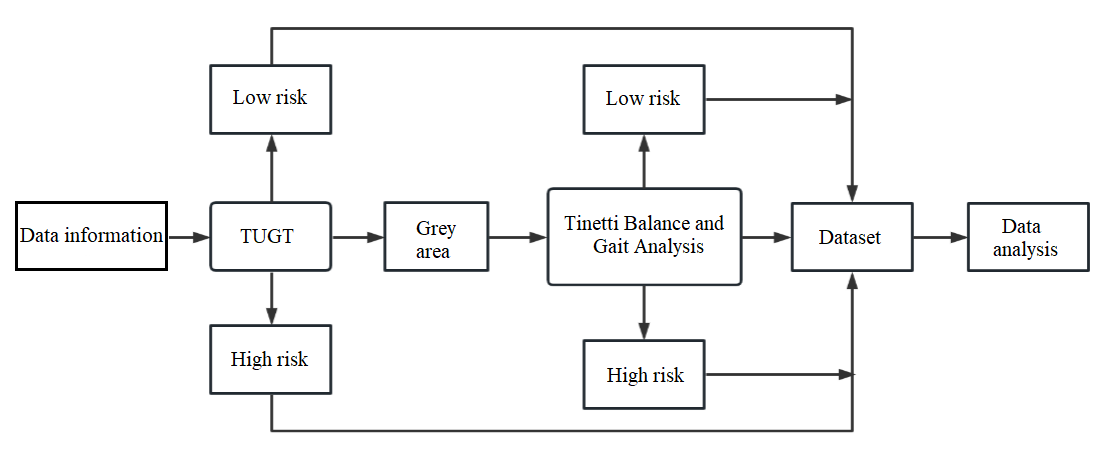 Low risk
Low risk
Data information
TUGT
Grey
area
Tinetti Balance and
Gait Analysis
Dataset
Data
analysis
High risk
High risk